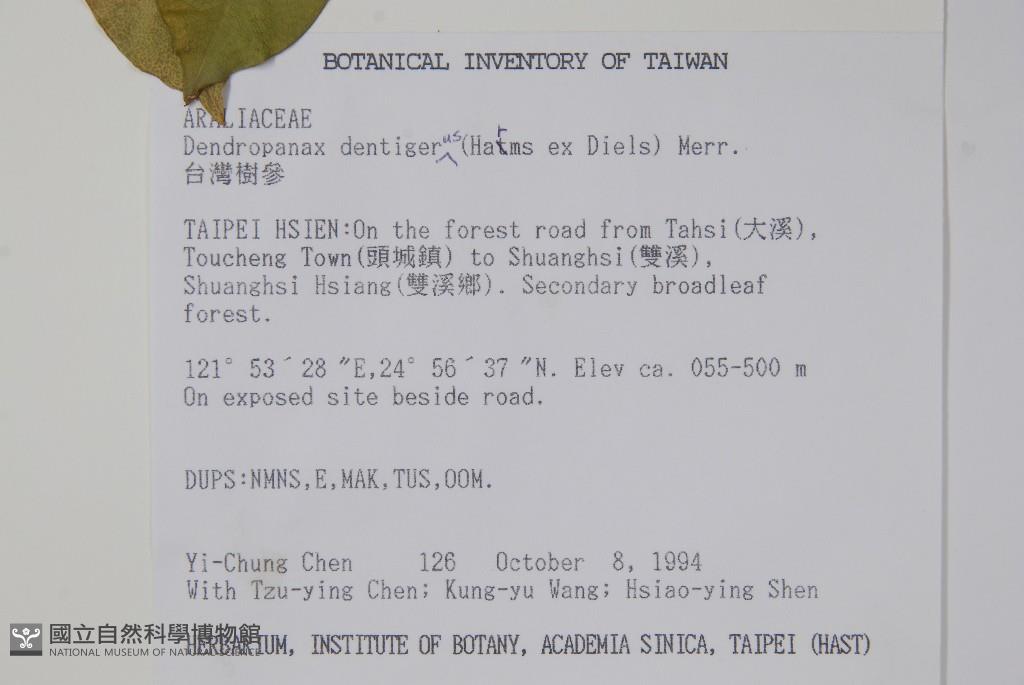 BOTANICAL INVENTORY OF TAIWAN
ARALIACEAE
Dendropanax dentigerus (Harms ex Diels) Merr.
台灣樹參
TAIPEI HSIEN:On the forest road from Tahsi(大溪),
Toucheng Town(頭城鎮) to Shuanghsi(雙溪),
Shuanghsi Hsiang(雙溪鄉). Secondary broadleaf
forest.
121° 53´28 ″E,24° 56´37 ″N. Elev ca. 055-500 m
On exposed site beside road.
DUPS:NMNS,E,MAK,TUS,OOM.
Yi-Chung Chen 126 October 8, 1994
With Tzu-ying Chen; Kung-yu Wang; Hsiao-ying Shen
HERBARIUM, INSTITUTE OF BOTANY, ACADEMIA SINICA, TAIPEI (HAST)
國立自然科學博物館
NATIONAL MUSEUM OF NATURAL SCIENCE